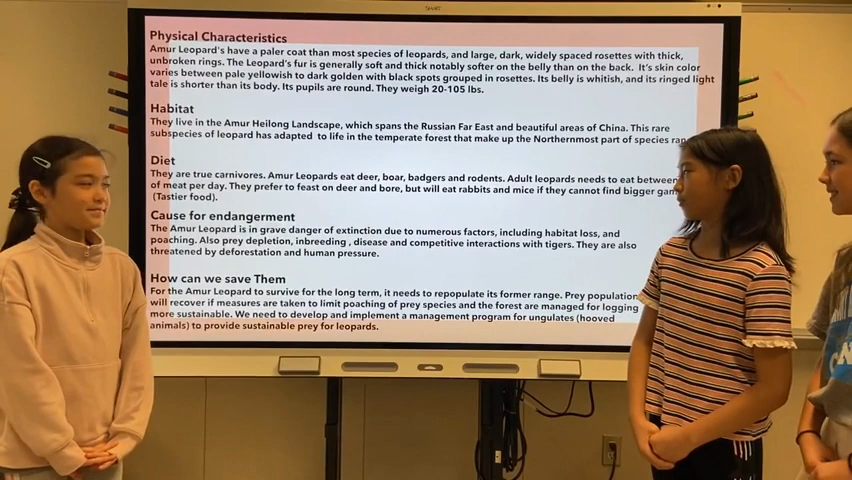 SMART
Physical Characteristics
Amur Leopard's have a paler coat than most species of leopards, and large, dark, widely spaced rosettes with thick,
unbroken rings. The Leopard's fur is generally soft and thick notably softer on the belly than on the back. It's skin color
varies between pale yellowish to dark golden with black spots grouped in rosettes. Its belly is whitish, and its ringed light
tale is shorter than its body. Its pupils are round. They weigh 20-105 lbs.
Habitat
They live in the Amur Heilong Landscape, which spans the Russian Far East and beautiful areas of China. This rare
subspecies of leopard has adapted to life in the temperate forest that make up the Northernmost part of species
Diet
They are true carnivores. Amur Leopards eat deer, boar, badgers and rodents. Adult leopards needs to eat between
of meat per day. They prefer to feast on deer and bore, but will eat rabbits and mice if they cannot find bigger
(Tastier food).
Cause for endangerment
The Amur Leopard is in grave danger of extinction due to numerous factors, including habitat loss, and
poaching. Also prey depletion, inbreeding , disease and competitive interactions with tigers. They are also
threatened by deforestation and human pressure.
How can we save Them
For the Amur Leopard to survive for the long term, it needs to repopulate its former range. Prey population
will recover if measures are taken to limit poaching of prey species and the forest are managed for logging
more sustainable. We need to develop and implement a management program for ungulates (hooved
animals) to provide sustainable prey for leopards.